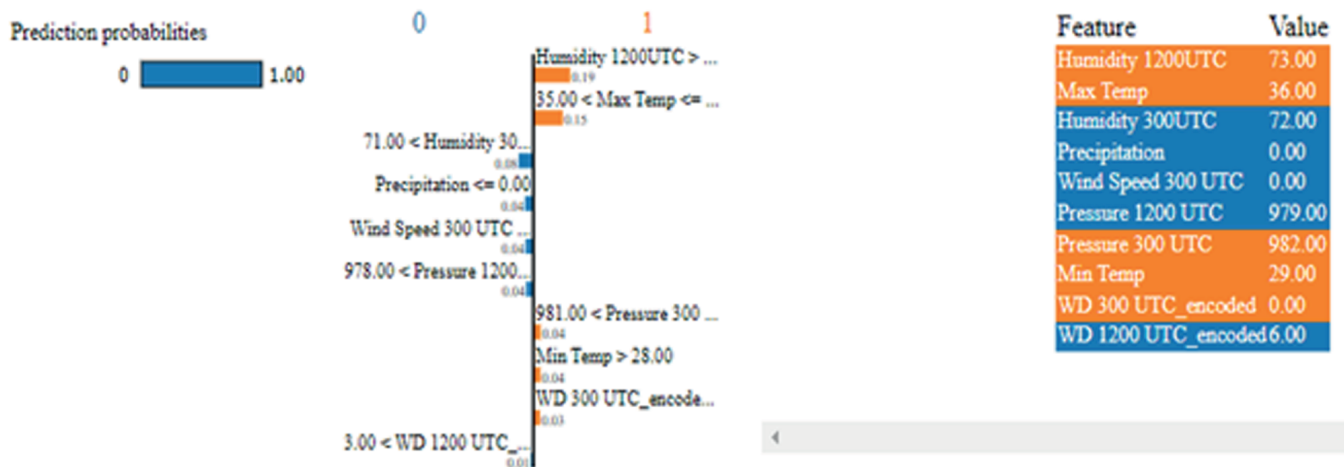 Prediction probabilities
0 1.00
0 1
Humidity 1200UTC > ...
0.19
35.00 < Max Temp <= ...
0.15
71.00 < Humidity 30...
0.08
Precipitation <= 0.00
0.04
Wind Speed 300 UTC ...
0.04
978.00 < Pressure 1200...
0.04
981.00 < Pressure 300 ...
0.04
Min Temp > 28.00
0.04
WD 300 UTC_encode...
0.03
3.00 < WD 1200 UTC_...
0.01
Feature Value
Humidity 1200UTC 73.00
Max Temp 36.00
Humidity 300UTC 72.00
Precipitation 0.00
Wind Speed 300 UTC 0.00
Pressure 1200 UTC 979.00
Pressure 300 UTC 982.00
Min Temp 29.00
WD 300 UTC_encoded 0.00
WD 1200 UTC_encoded 6.00